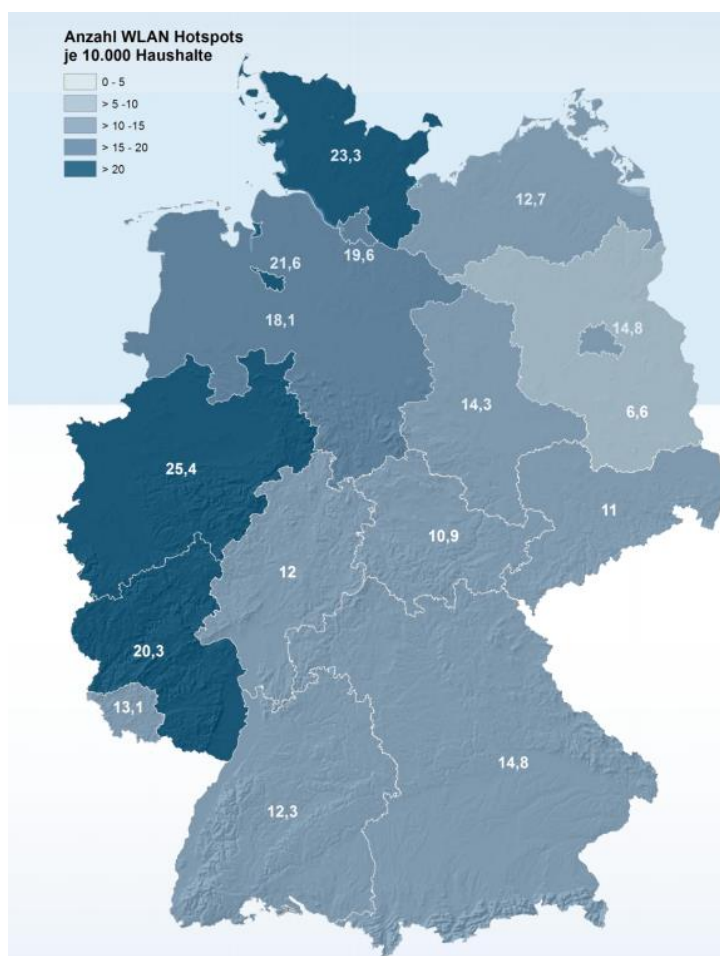 Anzahl WLAN Hotspots
je 10.000 Haushalte
0 - 5
> 5 -10
> 10 -15
> 15 - 20
> 20
23,3
12,7
19,6
21,6
18,1
14,8
14,3
6,6
25,4
11
10,9
12
20,3
13,1
14,8
12,3